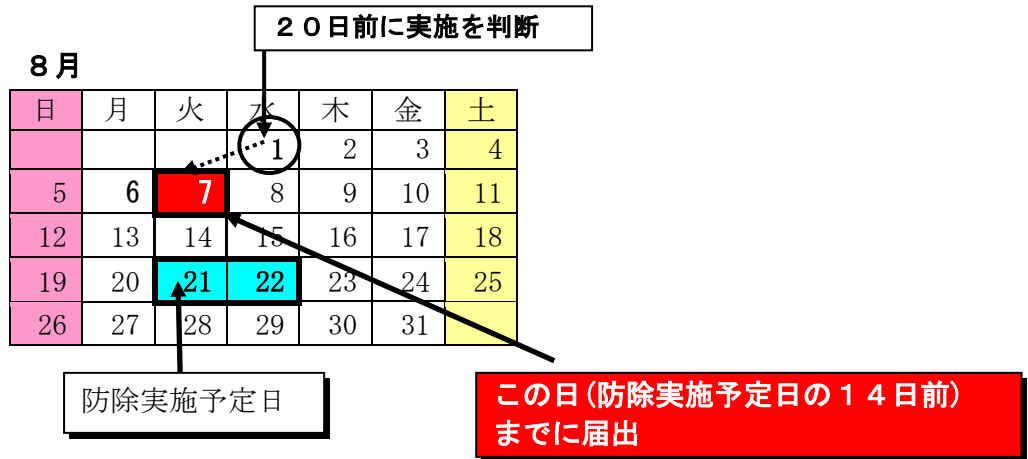 ２０日前に実施を判断
８月
日 月 火 水 木 金 土
1 2 3 4
5 6 7 8 9 10 11
12 13 14 15 16 17 18
19 20 21 22 23 24 25
26 27 28 29 30 31
防除実施予定日
この日(防除実施予定日の１４日前)
までに届出